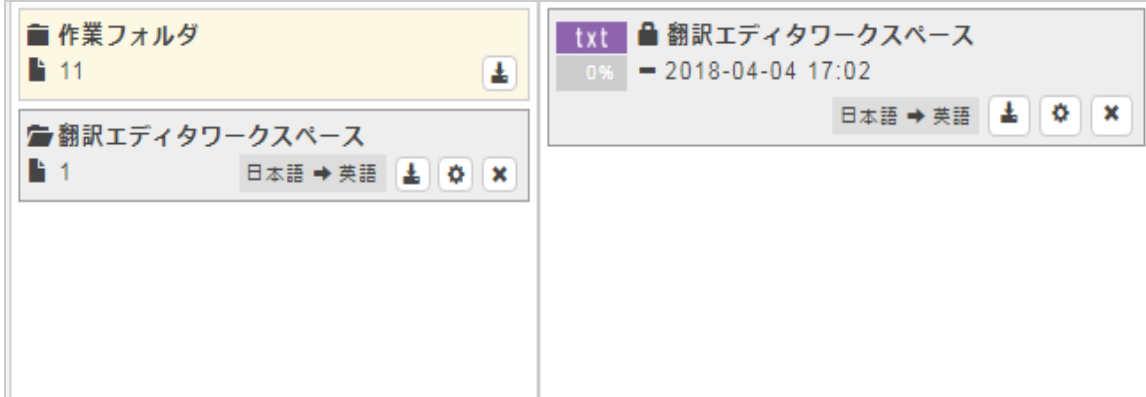 作業フォルダ
11
翻訳エディタワークスペース
1 日本語 ➜ 英語
txt 翻訳エディタワークスペース
0% 2018-04-04 17:02
日本語 ➜ 英語